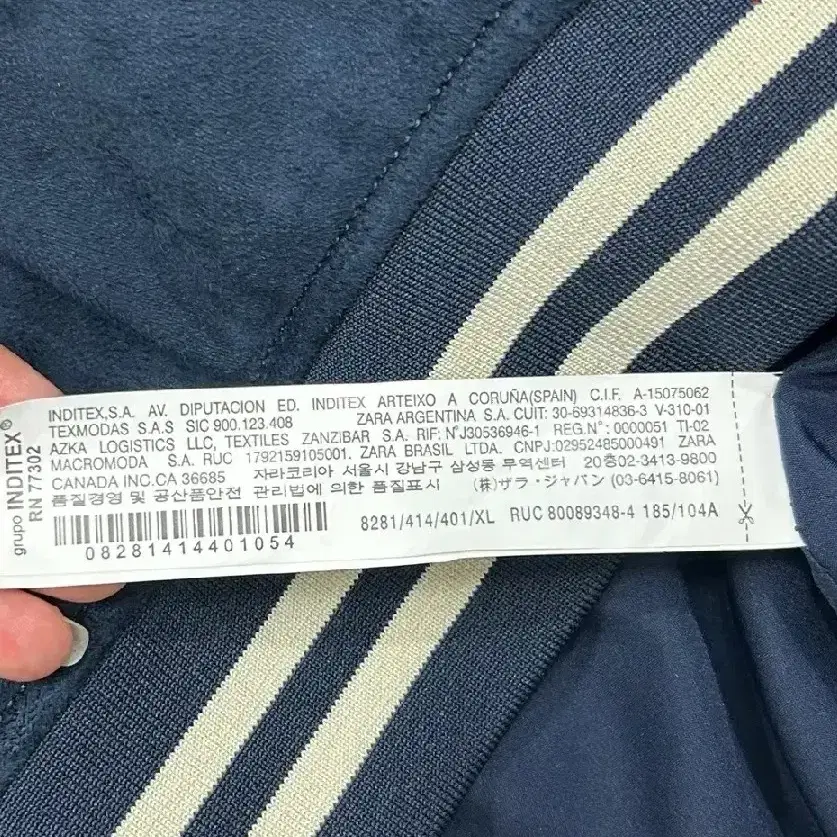 grupo INDITEX®
RN 77302
INDITEX,S.A. AV. DIPUTACION ED. INDITEX ARTEIXO A CORUÑA(SPAIN) C.I.F. A-15075062
TEXMODAS S.A.S SIC 900.123.408 ZARA ARGENTINA S.A. CUIT: 30-69314836-3 V-310-01
AZKA LOGISTICS LLC, TEXTILES ZANZIBAR S.A. RIF: N°J30536946-1 REG.N°: 0000051 TI-02
MACROMODA S.A. RUC 1792159105001. ZARA BRASIL LTDA. CNPJ:02952485000491 ZARA
CANADA INC.CA 36685 자라코리아 서울시 강남구 삼성동 무역센터 20층02-3413-9800
품질경영 및 공산품안전 관리법에 의한 품질표시 (株)ザラ・ジャパン (03-6415-8061)
8281/414/401/XL RUC 80089348-4 185/104A
08281414401054